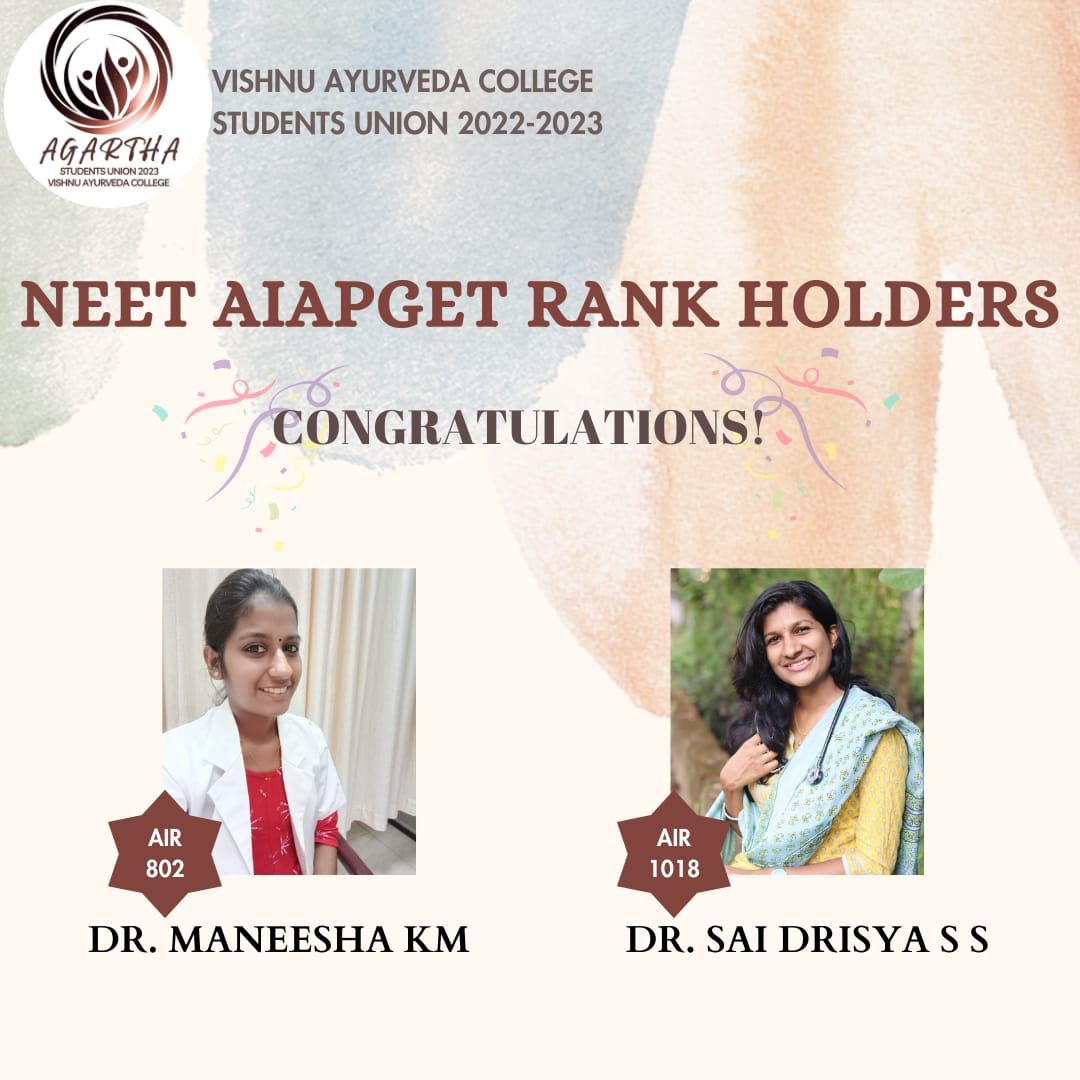 AGARTHA
STUDENTS UNION 2023
VISHNU AYURVEDA COLLEGE
VISHNU AYURVEDA COLLEGE
STUDENTS UNION 2022-2023
NEET AIAPGET RANK HOLDERS
CONGRATULATIONS!
AIR
802
DR. MANEESHA KM
AIR
1018
DR. SAI DRISYA S S